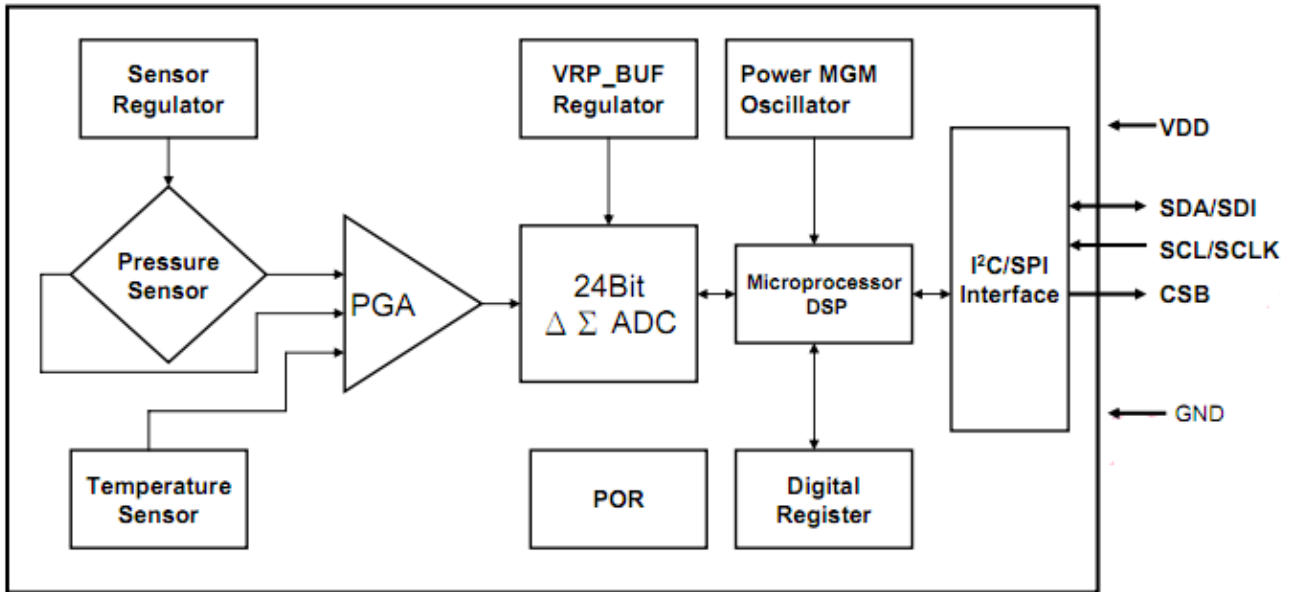 Sensor
Regulator
VRP_BUF
Regulator
Power MGM
Oscillator
VDD
Pressure
Sensor
PGA
24Bit
Δ Σ ADC
Microprocessor
DSP
I²C/SPI
Interface
SDA/SDI
SCL/SCLK
CSB
GND
Temperature
Sensor
POR
Digital
Register